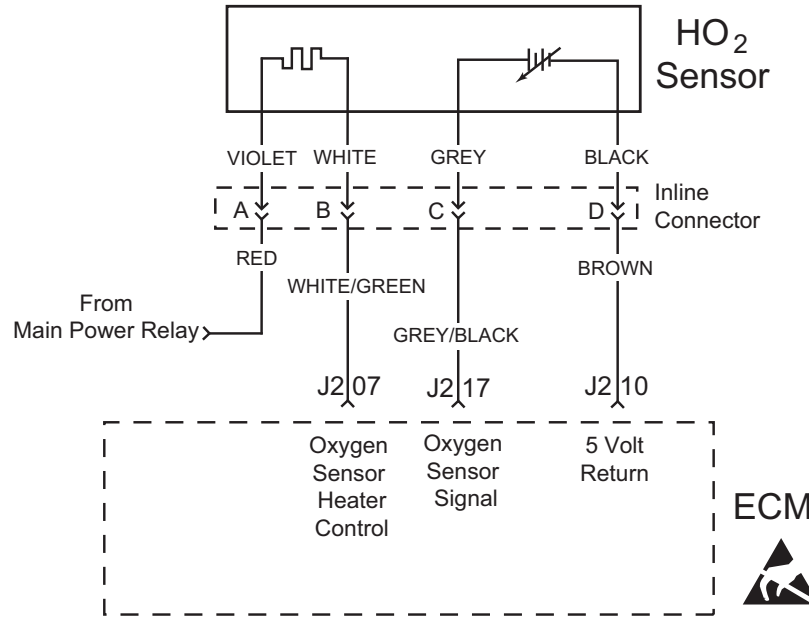 HO2
Sensor
VIOLET WHITE GREY BLACK
A B C D
Inline
Connector
RED
WHITE/GREEN
GREY/BLACK
BROWN
From
Main Power Relay
J2 07 J2 17 J2 10
Oxygen
Sensor
Heater
Control
Oxygen
Sensor
Signal
5 Volt
Return
ECM